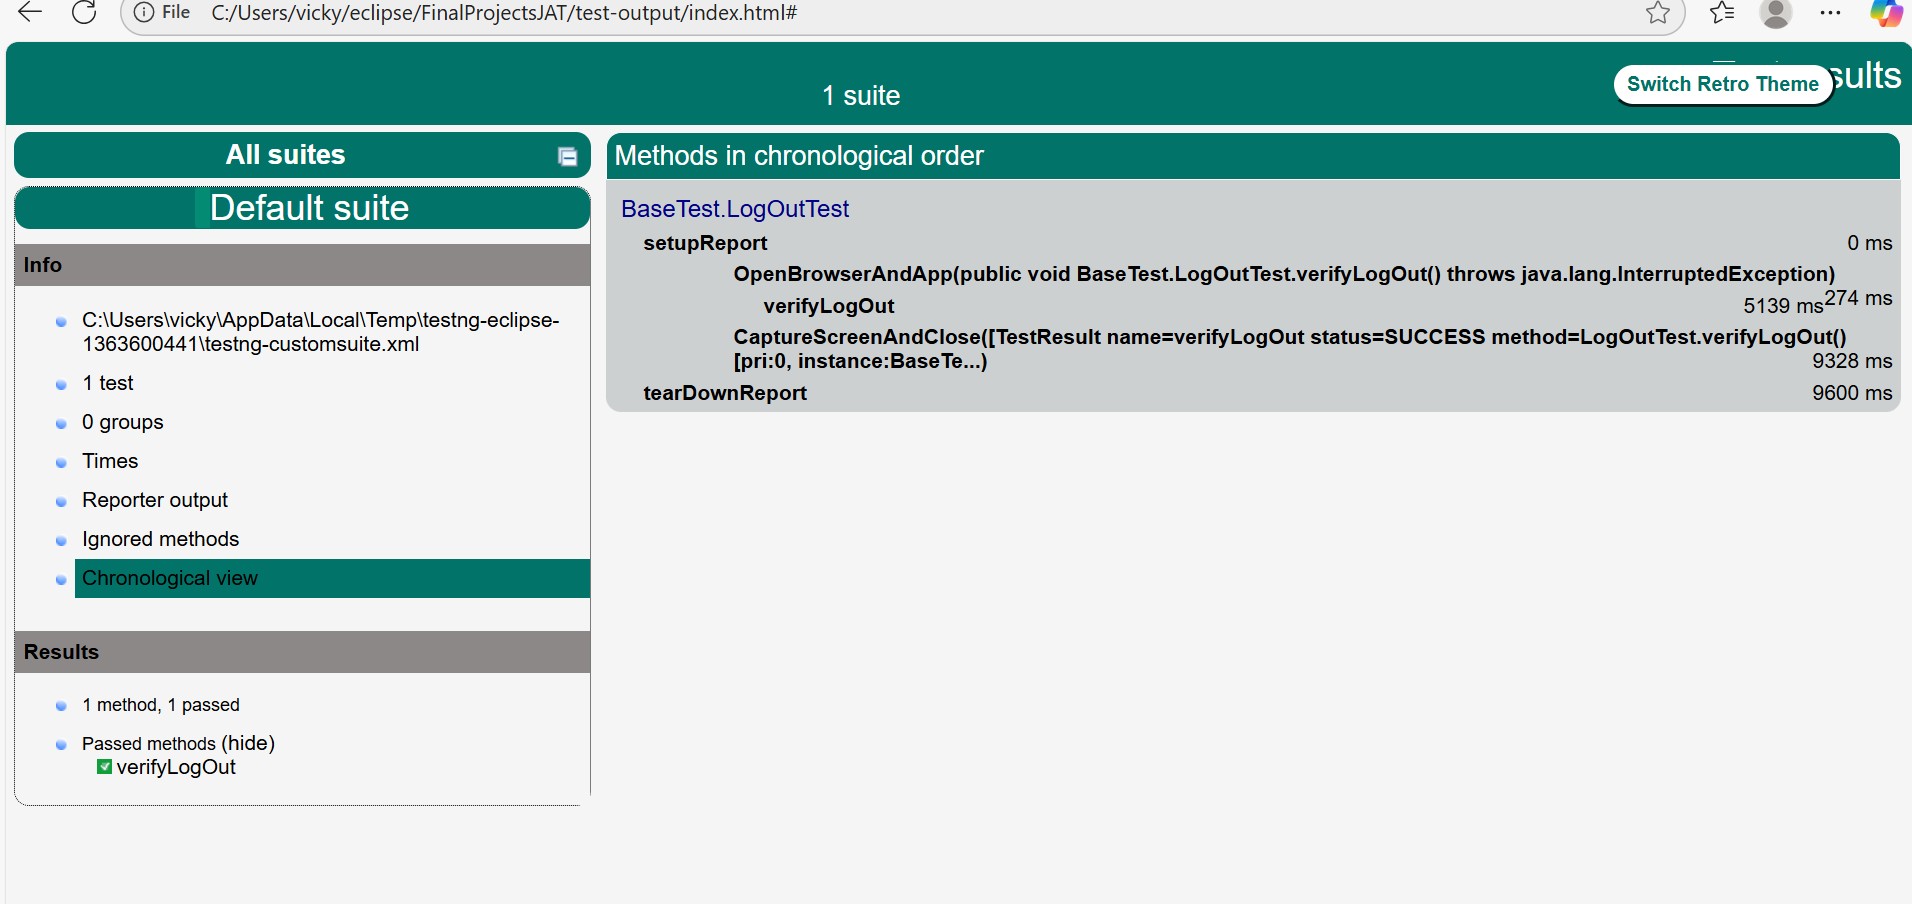 File C:/Users/vicky/eclipse/FinalProjectsJAT/test-output/index.html#
1 suite
Switch Retro Theme
All suites
Default suite
Info
C:\Users\vicky\AppData\Local\Temp\testng-eclipse-
1363600441\testng-customsuite.xml
1 test
0 groups
Times
Reporter output
Ignored methods
Chronological view
Results
1 method, 1 passed
Passed methods (hide)
verifyLogOut
Methods in chronological order
BaseTest.LogOutTest
setupReport 0 ms
OpenBrowserAndApp(public void BaseTest.LogOutTest.verifyLogOut() throws java.lang.InterruptedException)
274 ms
verifyLogOut 5139 ms
CaptureScreenAndClose([TestResult name=verifyLogOut status=SUCCESS method=LogOutTest.verifyLogOut()
[pri:0, instance:BaseTe...) 9328 ms
tearDownReport 9600 ms